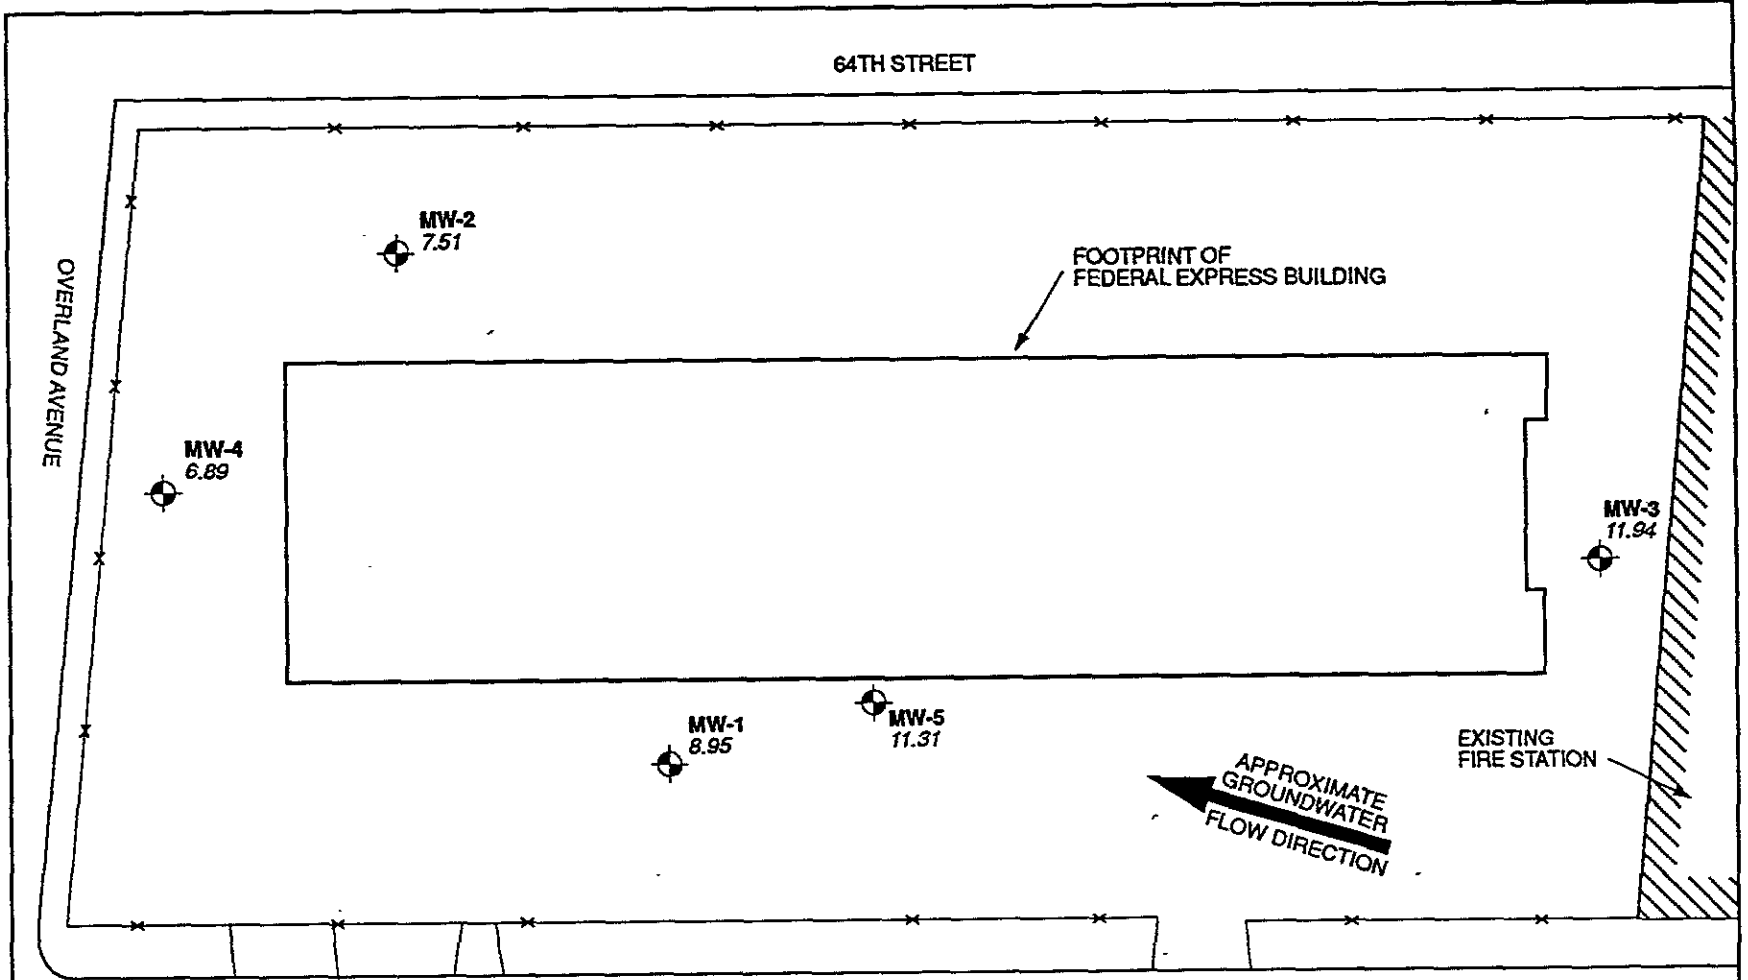 64TH STREET
MW-2
7.51
FOOTPRINT OF
FEDERAL EXPRESS BUILDING
OVERLAND AVENUE
MW-4
6.89
MW-3
11.94
MW-1
8.95
MW-5
11.31
EXISTING
FIRE STATION
APPROXIMATE
GROUNDWATER
FLOW DIRECTION